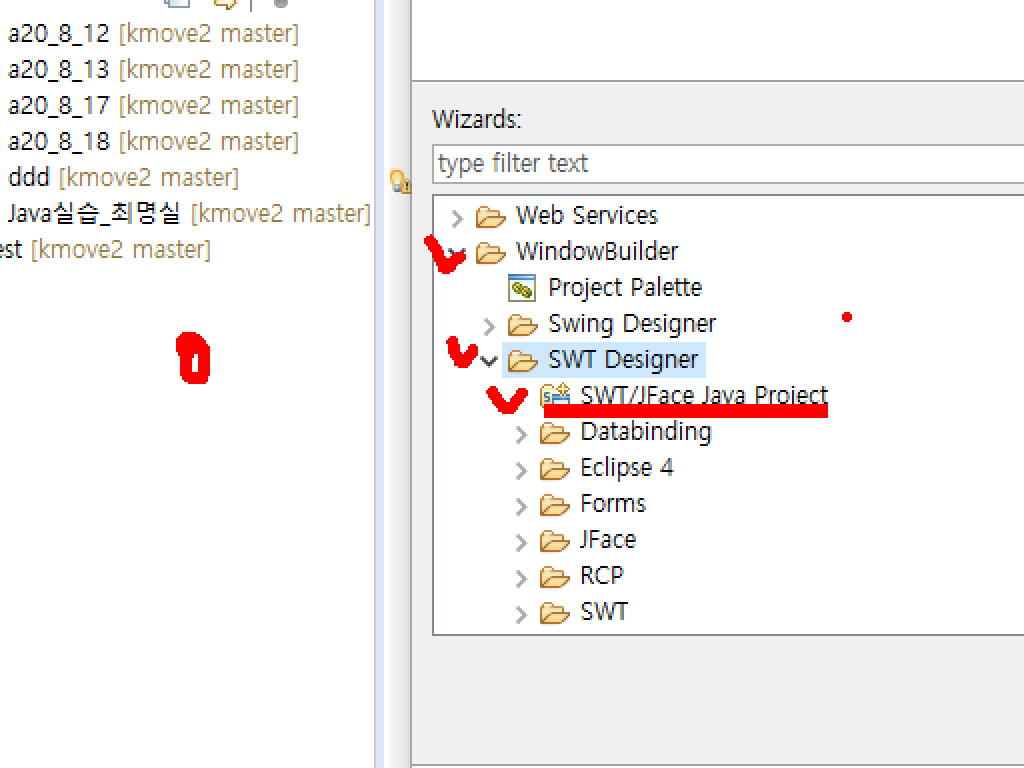 a20_8_12 [kmove2 master]
a20_8_13 [kmove2 master]
a20_8_17 [kmove2 master]
a20_8_18 [kmove2 master]
ddd [kmove2 master]
Java실습_최명실 [kmove2 master]
est [kmove2 master]
Wizards:
type filter text
Web Services
WindowBuilder
Project Palette
Swing Designer
SWT Designer
SWT/JFace Java Project
Databinding
Eclipse 4
Forms
JFace
RCP
SWT